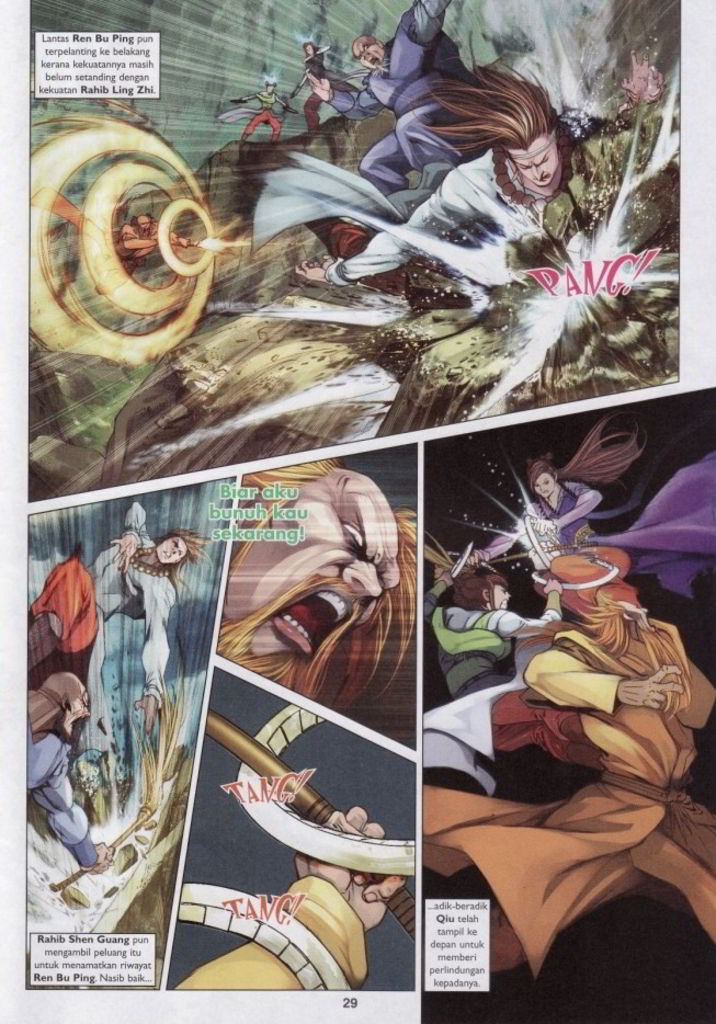 Lantas Ren Bu Ping pun
terpelanting ke belakang
kerana kekuatannya masih
belum setanding dengan
kekuatan Rahib Ling Zhi.
PANG!
Biar aku
bunuh kau
sekarang!
TANG!
TANG!
Rahib Shen Guang pun
mengambil peluang itu
untuk menamatkan riwayat
Ren Bu Ping. Nasib baik...
...adik-beradik
Qiu telah
tampil ke
depan untuk
memberi
perlindungan
kepadanya.
29